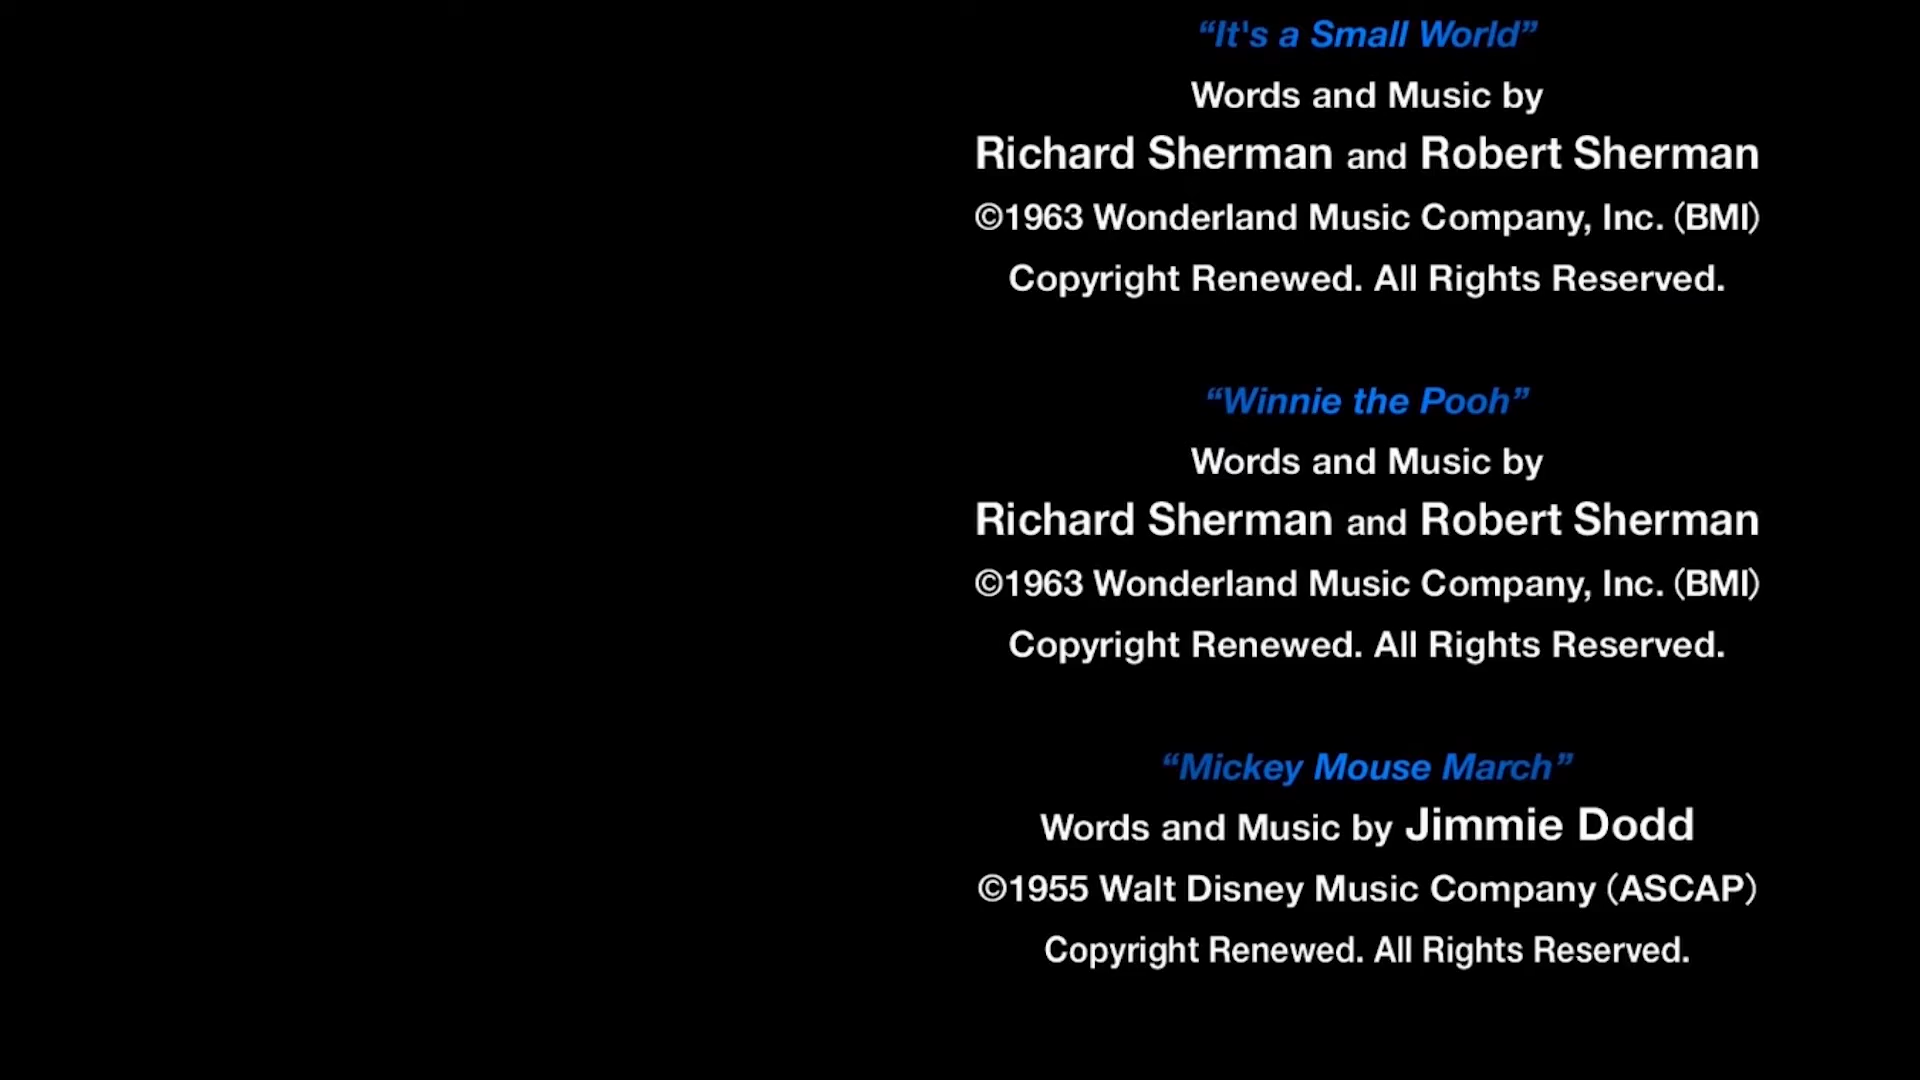 “It's a Small World”
Words and Music by
Richard Sherman and Robert Sherman
©1963 Wonderland Music Company, Inc. (BMI)
Copyright Renewed. All Rights Reserved.
“Winnie the Pooh”
Words and Music by
Richard Sherman and Robert Sherman
©1963 Wonderland Music Company, Inc. (BMI)
Copyright Renewed. All Rights Reserved.
“Mickey Mouse March”
Words and Music by Jimmie Dodd
©1955 Walt Disney Music Company (ASCAP)
Copyright Renewed. All Rights Reserved.